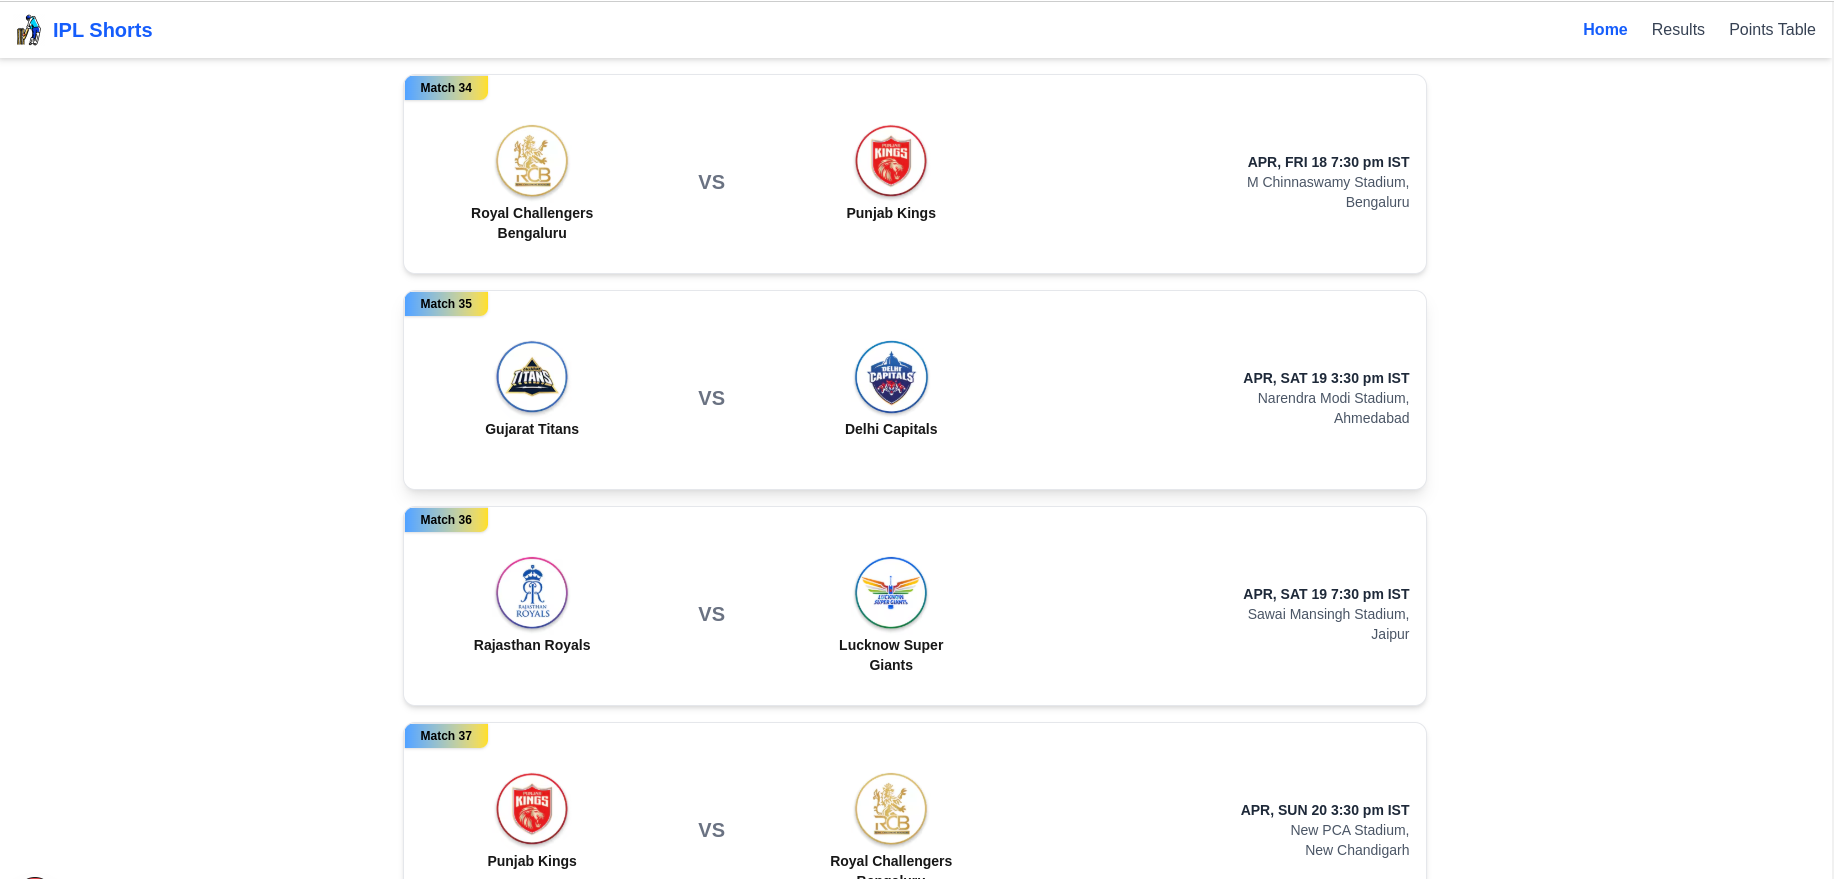 IPL Shorts
Home
Results
Points Table
Match 34
RCB
Royal Challengers
Bengaluru
VS
PUNJAB
KINGS
Punjab Kings
APR, FRI 18 7:30 pm IST
M Chinnaswamy Stadium,
Bengaluru
Match 35
TITANS
Gujarat Titans
VS
DELHI
CAPITALS
Delhi Capitals
APR, SAT 19 3:30 pm IST
Narendra Modi Stadium,
Ahmedabad
Match 36
RAJASTHAN
ROYALS
Rajasthan Royals
VS
LUCKNOW
SUPER GIANTS
Lucknow Super
Giants
APR, SAT 19 7:30 pm IST
Sawai Mansingh Stadium,
Jaipur
Match 37
PUNJAB
KINGS
Punjab Kings
VS
RCB
Royal Challengers
Bengaluru
APR, SUN 20 3:30 pm IST
New PCA Stadium,
New Chandigarh